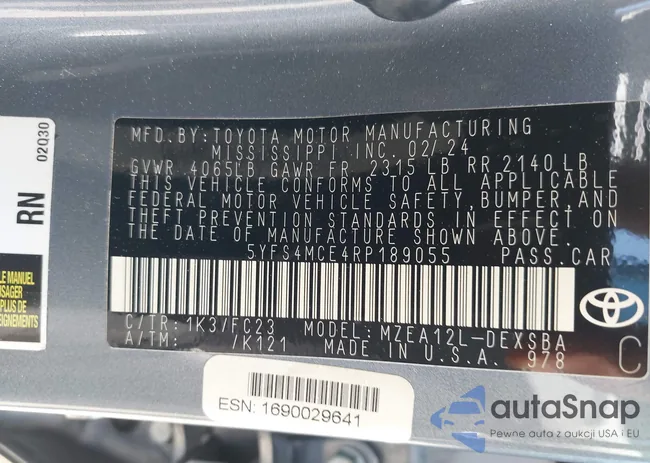 MFD.BY:TOYOTA MOTOR MANUFACTURING
MISSISSIPPI INC. 02/24
GVWR 4065LB GAWR FR 2315 LB RR 2140 LB
THIS VEHICLE CONFORMS TO ALL APPLICABLE
FEDERAL MOTOR VEHICLE SAFETY, BUMPER, AND
THEFT PREVENTION STANDARDS IN EFFECT ON
THE DATE OF MANUFACTURE SHOWN ABOVE.
5YFS4MCE4RP189055 PASS.CAR
C/TR: 1K3/FC23 MODEL: MZEA12L-DEXSBA
A/TM: /K121 MADE IN U.S.A. 978
C
ESN: 1690029641
RN
02030
LE MANUEL
USAGER
PLUS DE
SEIGNEMENTS
autaSnap
Pewne auta z aukcji USA i EU